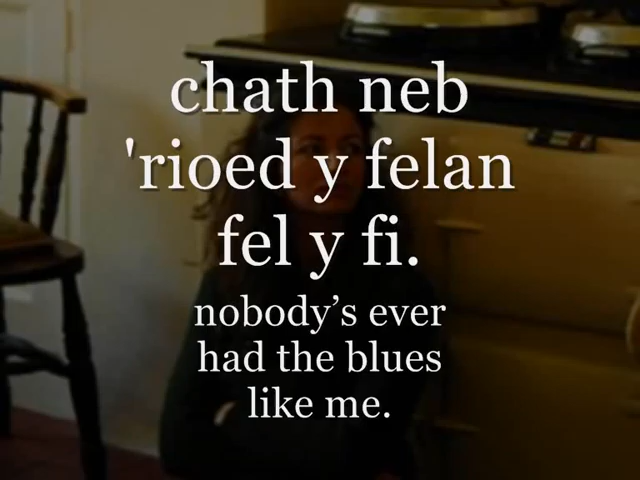 chath neb
'rioed y felan
fel y fi.
nobody’s ever
had the blues
like me.